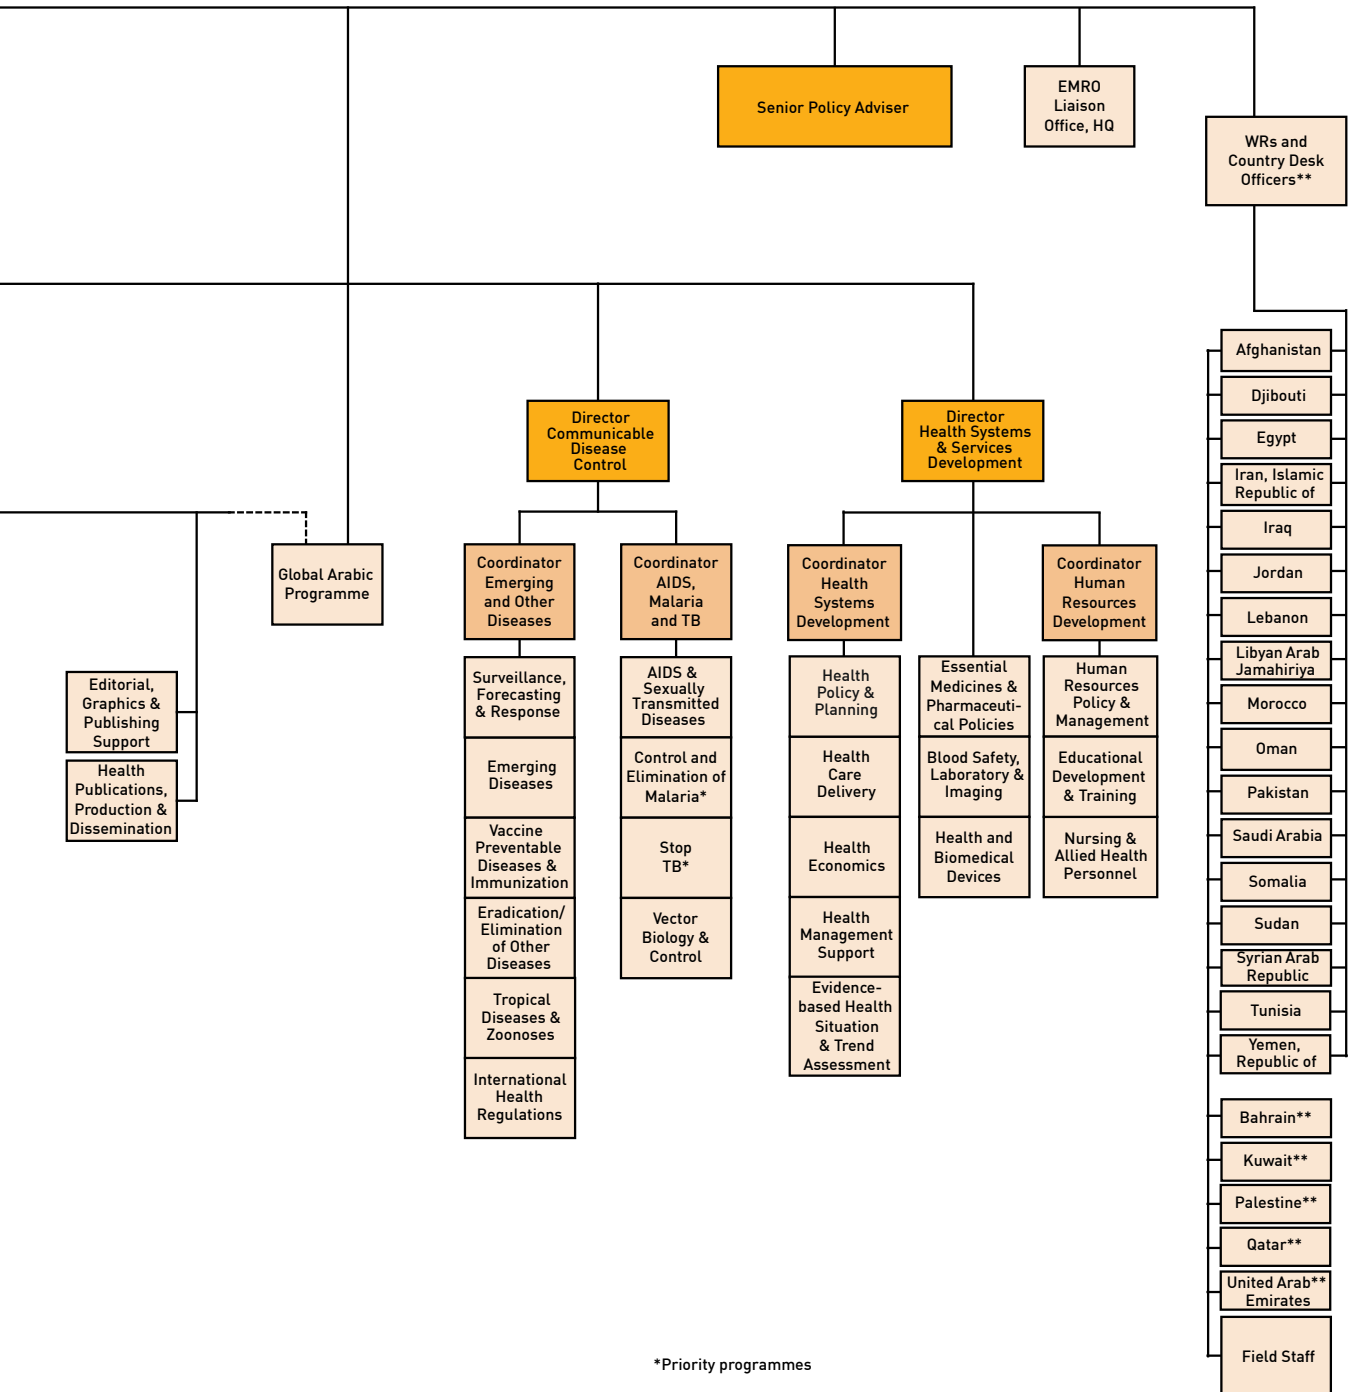 Senior Policy Adviser
EMRO
Liaison
Office, HQ
WRs and
Country Desk
Officers**
Director
Communicable
Disease
Control
Director
Health Systems
& Services
Development
Global Arabic
Programme
Editorial,
Graphics &
Publishing
Support
Health
Publications,
Production &
Dissemination
Coordinator
Emerging
and Other
Diseases
Surveillance,
Forecasting
& Response
Emerging
Diseases
Vaccine
Preventable
Diseases &
Immunization
Eradication/
Elimination
of Other
Diseases
Tropical
Diseases &
Zoonoses
International
Health
Regulations
Coordinator
AIDS,
Malaria
and TB
AIDS &
Sexually
Transmitted
Diseases
Control and
Elimination of
Malaria*
Stop
TB*
Vector
Biology &
Control
Coordinator
Health
Systems
Development
Health
Policy &
Planning
Health
Care
Delivery
Health
Economics
Health
Management
Support
Evidence-
based Health
Situation
& Trend
Assessment
Essential
Medicines &
Pharmaceuti-
cal Policies
Blood Safety,
Laboratory &
Imaging
Health and
Biomedical
Devices
Coordinator
Human
Resources
Development
Human
Resources
Policy &
Management
Educational
Development
& Training
Nursing &
Allied Health
Personnel
Afghanistan
Djibouti
Egypt
Iran, Islamic
Republic of
Iraq
Jordan
Lebanon
Libyan Arab
Jamahiriya
Morocco
Oman
Pakistan
Saudi Arabia
Somalia
Sudan
Syrian Arab
Republic
Tunisia
Yemen,
Republic of
Bahrain**
Kuwait**
Palestine**
Qatar**
United Arab**
Emirates
Field Staff
*Priority programmes